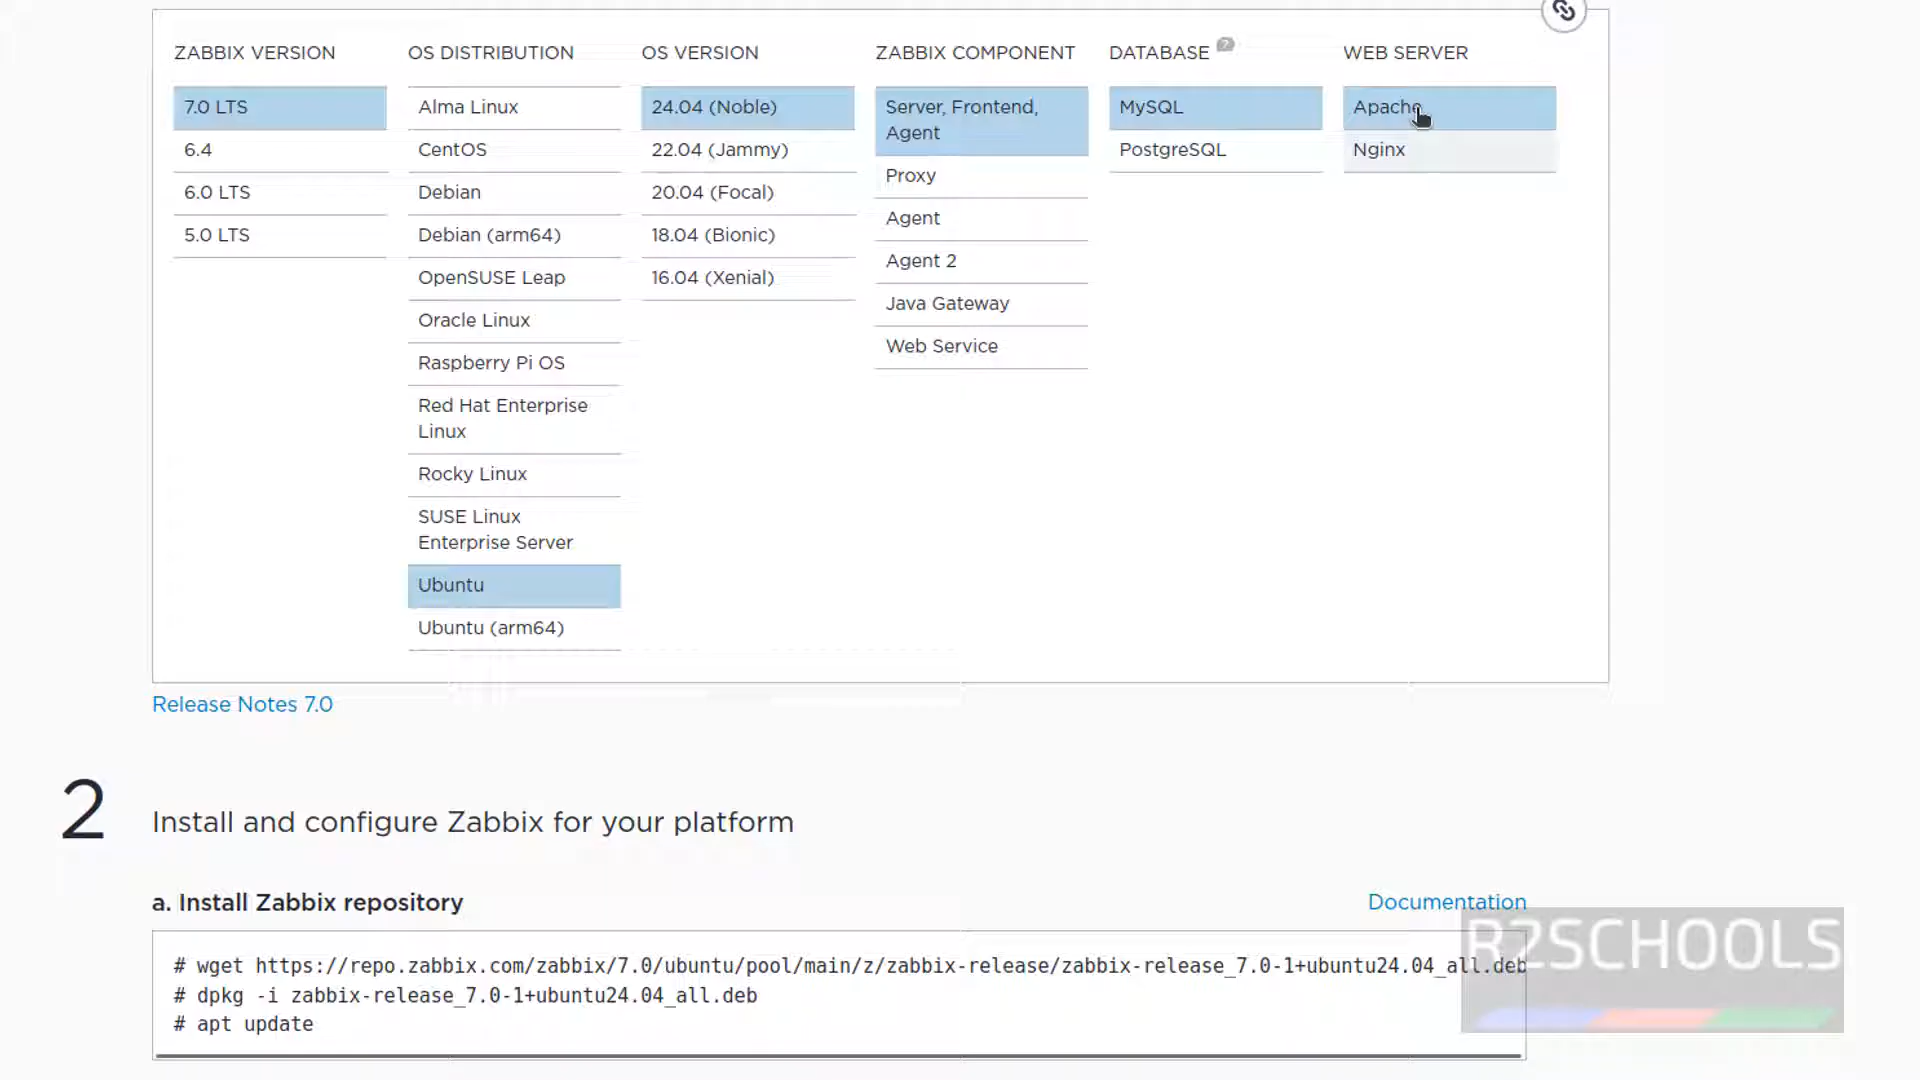 ZABBIX VERSION
7.0 LTS
6.4
6.0 LTS
5.0 LTS
OS DISTRIBUTION
Alma Linux
CentOS
Debian
Debian (arm64)
OpenSUSE Leap
Oracle Linux
Raspberry Pi OS
Red Hat Enterprise
Linux
Rocky Linux
SUSE Linux
Enterprise Server
Ubuntu
Ubuntu (arm64)
OS VERSION
24.04 (Noble)
22.04 (Jammy)
20.04 (Focal)
18.04 (Bionic)
16.04 (Xenial)
ZABBIX COMPONENT
Server, Frontend,
Agent
Proxy
Agent
Agent 2
Java Gateway
Web Service
DATABASE ?
MySQL
PostgreSQL
WEB SERVER
Apache
Nginx
Release Notes 7.0
2
Install and configure Zabbix for your platform
a. Install Zabbix repository
Documentation
# wget https://repo.zabbix.com/zabbix/7.0/ubuntu/pool/main/z/zabbix-release/zabbix-release_7.0-1+ubuntu24.04_all.deb
# dpkg -i zabbix-release_7.0-1+ubuntu24.04_all.deb
# apt update
R2SCHOOLS